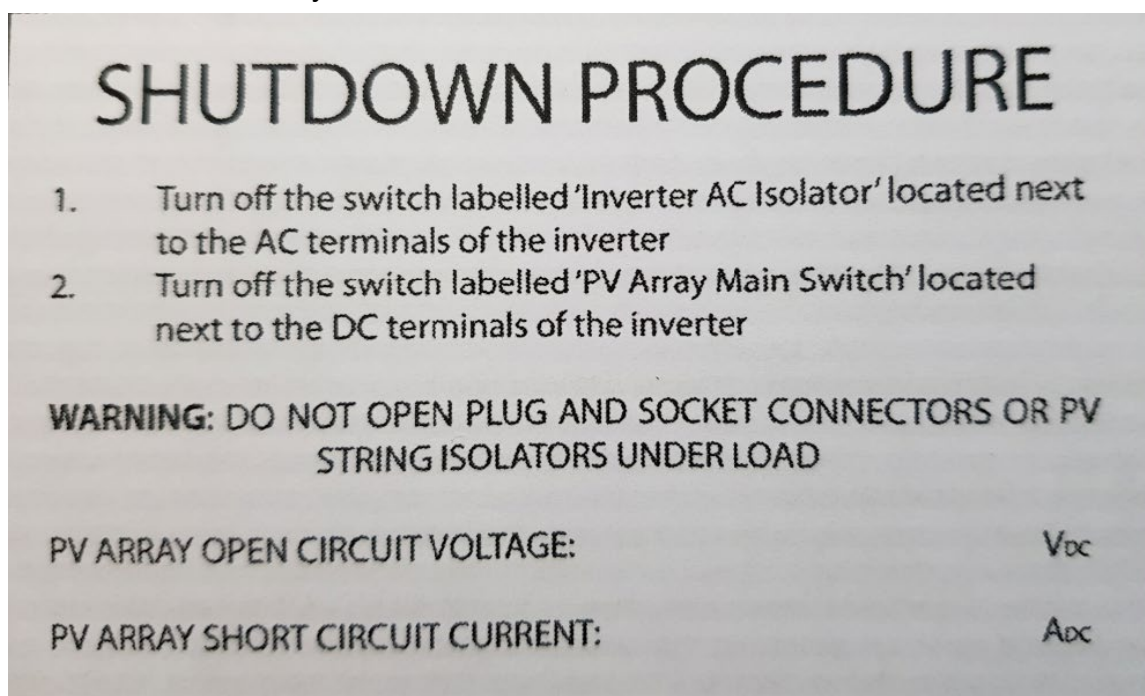 SHUTDOWN PROCEDURE
1. Turn off the switch labelled 'Inverter AC Isolator' located next
to the AC terminals of the inverter
2. Turn off the switch labelled 'PV Array Main Switch' located
next to the DC terminals of the inverter
WARNING: DO NOT OPEN PLUG AND SOCKET CONNECTORS OR PV
STRING ISOLATORS UNDER LOAD
PV ARRAY OPEN CIRCUIT VOLTAGE: VDC
PV ARRAY SHORT CIRCUIT CURRENT: ADC